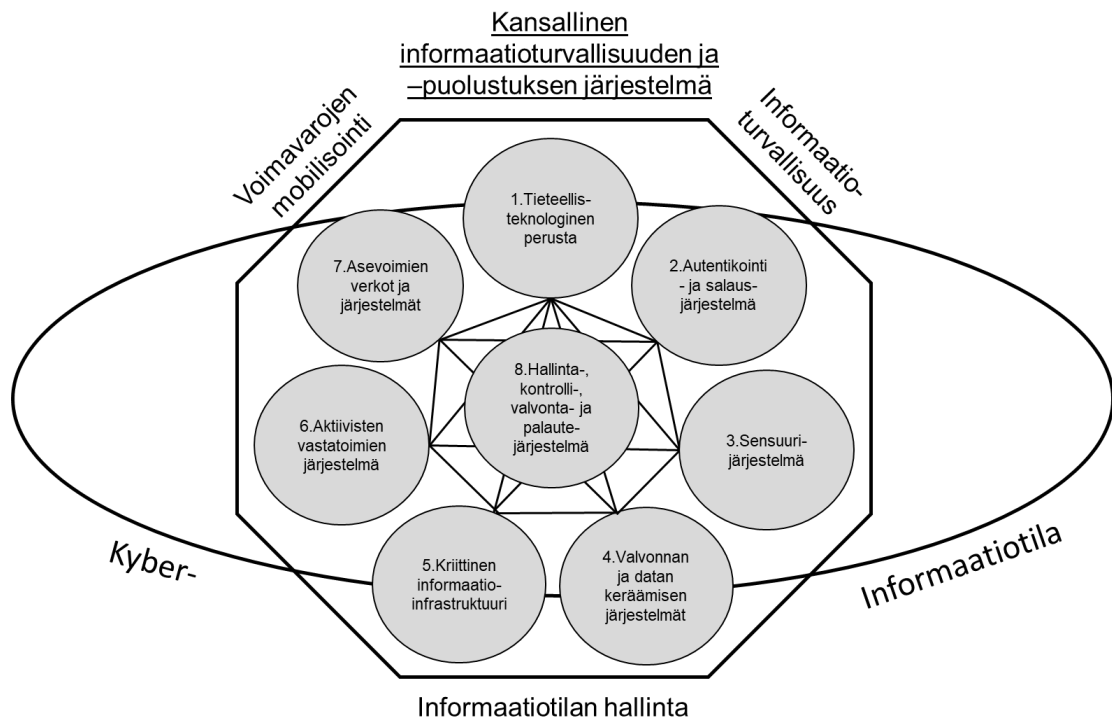 Kansallinen
informaatioturvallisuuden ja
–puolustuksen järjestelmä
Voimavarojen
mobilisointi
Informaatio-
turvallisuus
1.Tieteellis-
teknologinen
perusta
7.Asevoimien
verkot ja
järjestelmät
2.Autentikointi
- ja salaus-
järjestelmä
8.Hallinta-,
kontrolli-,
valvonta- ja
palaute-
järjestelmä
6.Aktiivisten
vastatoimien
järjestelmä
3.Sensuuri-
järjestelmä
5.Kriittinen
informaatio-
infrastruktuuri
4.Valvonnan
ja datan
keräämisen
järjestelmät
Kyber-
Informaatiotila
Informaatiotilan hallinta